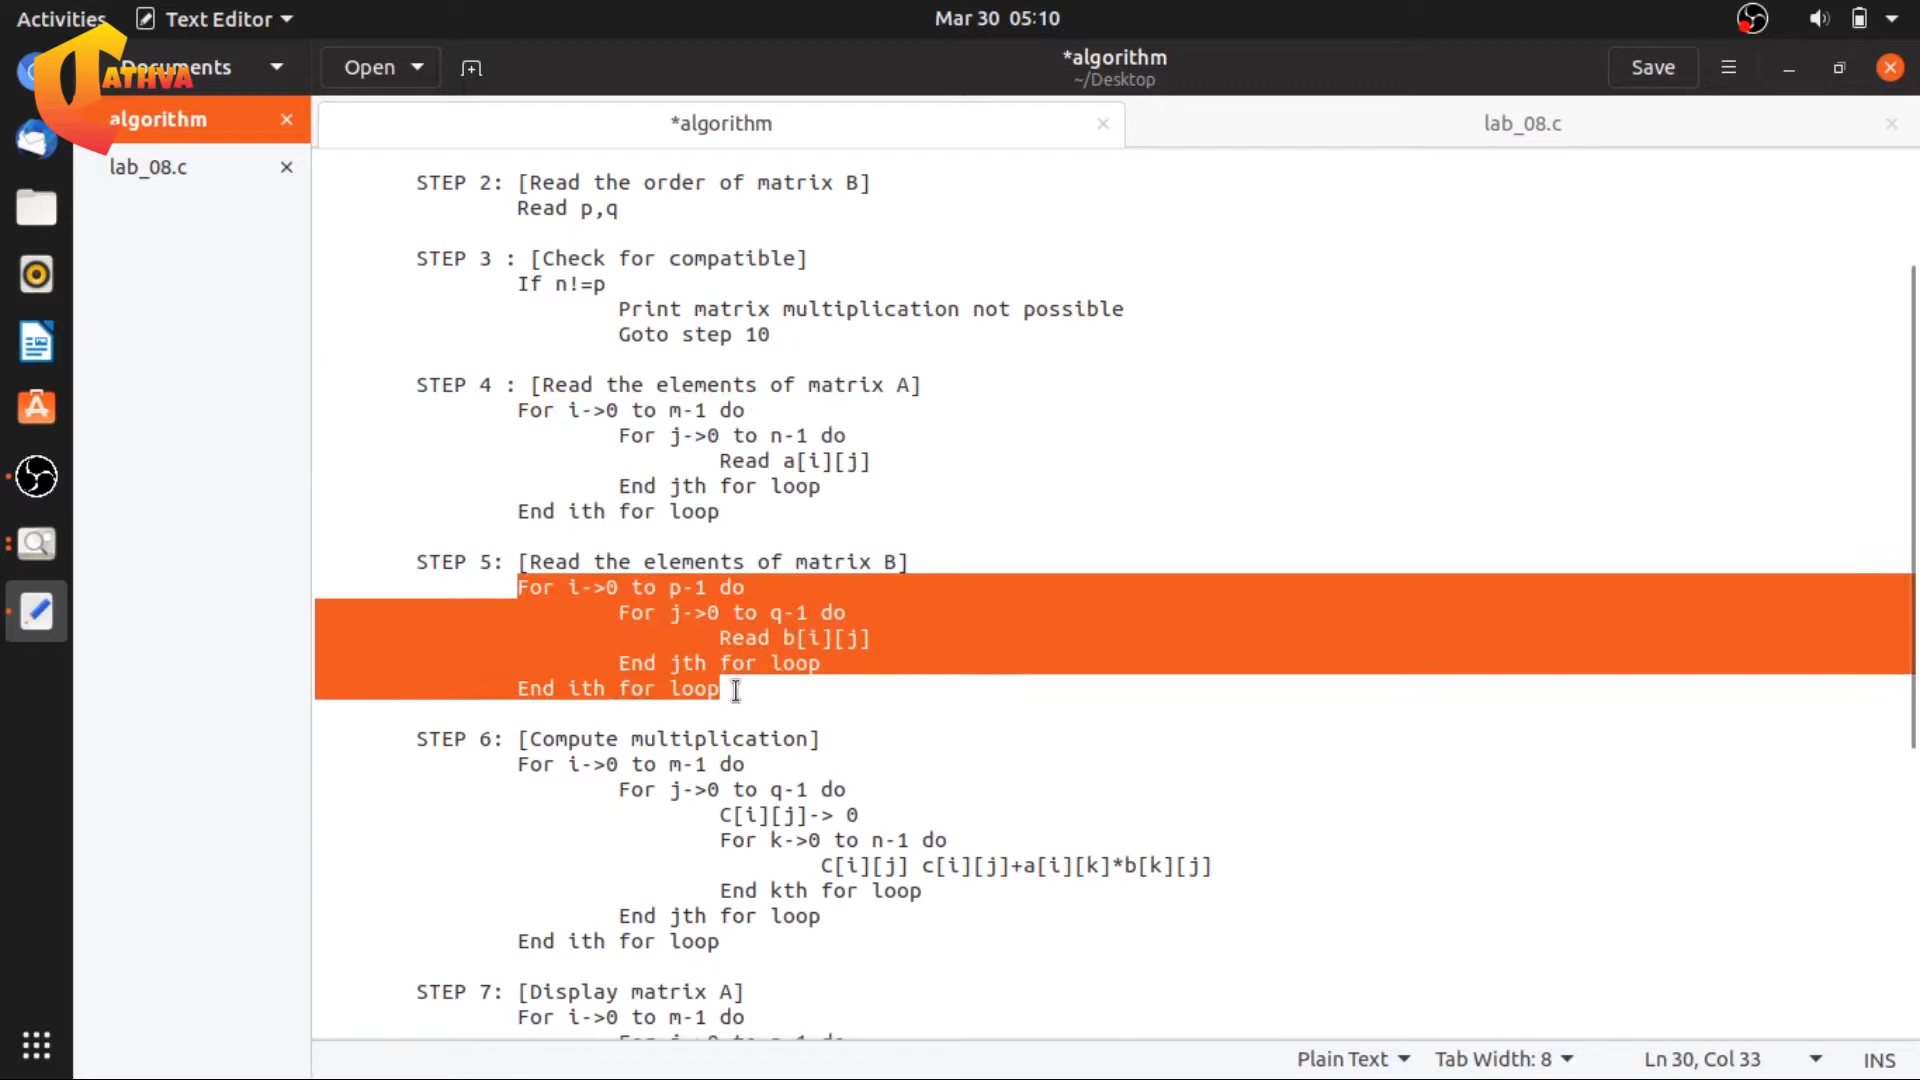 Activities
Text Editor
Mar 30 05:10
ATHVA
Documents
Open
*algorithm
~/Desktop
Save
algorithm
lab_08.c
*algorithm
lab_08.c
STEP 2: [Read the order of matrix B]
Read p,q
STEP 3 : [Check for compatible]
If n!=p
Print matrix multiplication not possible
Goto step 10
STEP 4 : [Read the elements of matrix A]
For i->0 to m-1 do
For j->0 to n-1 do
Read a[i][j]
End jth for loop
End ith for loop
STEP 5: [Read the elements of matrix B]
For i->0 to p-1 do
For j->0 to q-1 do
Read b[i][j]
End jth for loop
End ith for loop
STEP 6: [Compute multiplication]
For i->0 to m-1 do
For j->0 to q-1 do
C[i][j]-> 0
For k->0 to n-1 do
C[i][j] c[i][j]+a[i][k]*b[k][j]
End kth for loop
End jth for loop
End ith for loop
STEP 7: [Display matrix A]
For i->0 to m-1 do
Plain Text
Tab Width: 8
Ln 30, Col 33
INS